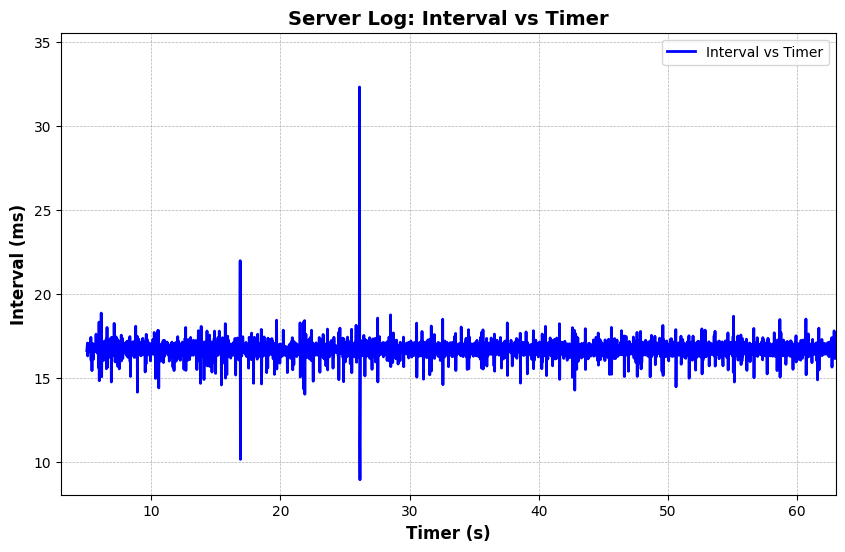 Server Log: Interval vs Timer
Interval vs Timer
35
30
25
20
15
10
Interval (ms)
10 20 30 40 50 60
Timer (s)